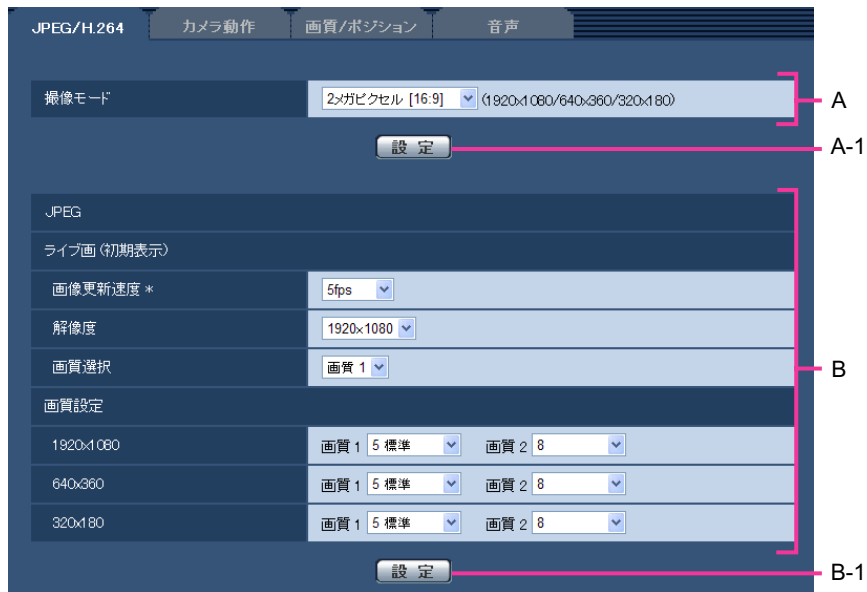 JPEG/H.264 カメラ動作 画質/ポジション 音声
撮像モード 2メガピクセル [16:9] (1920x1080/640x360/320x180) A
設 定 A-1
JPEG
ライブ画(初期表示)
画像更新速度 * 5fps
解像度 1920×1080
画質選択 画質 1 B
画質設定
1920x1080 画質 1 5 標準 画質 2 8
640x360 画質 1 5 標準 画質 2 8
320x180 画質 1 5 標準 画質 2 8
設 定 B-1